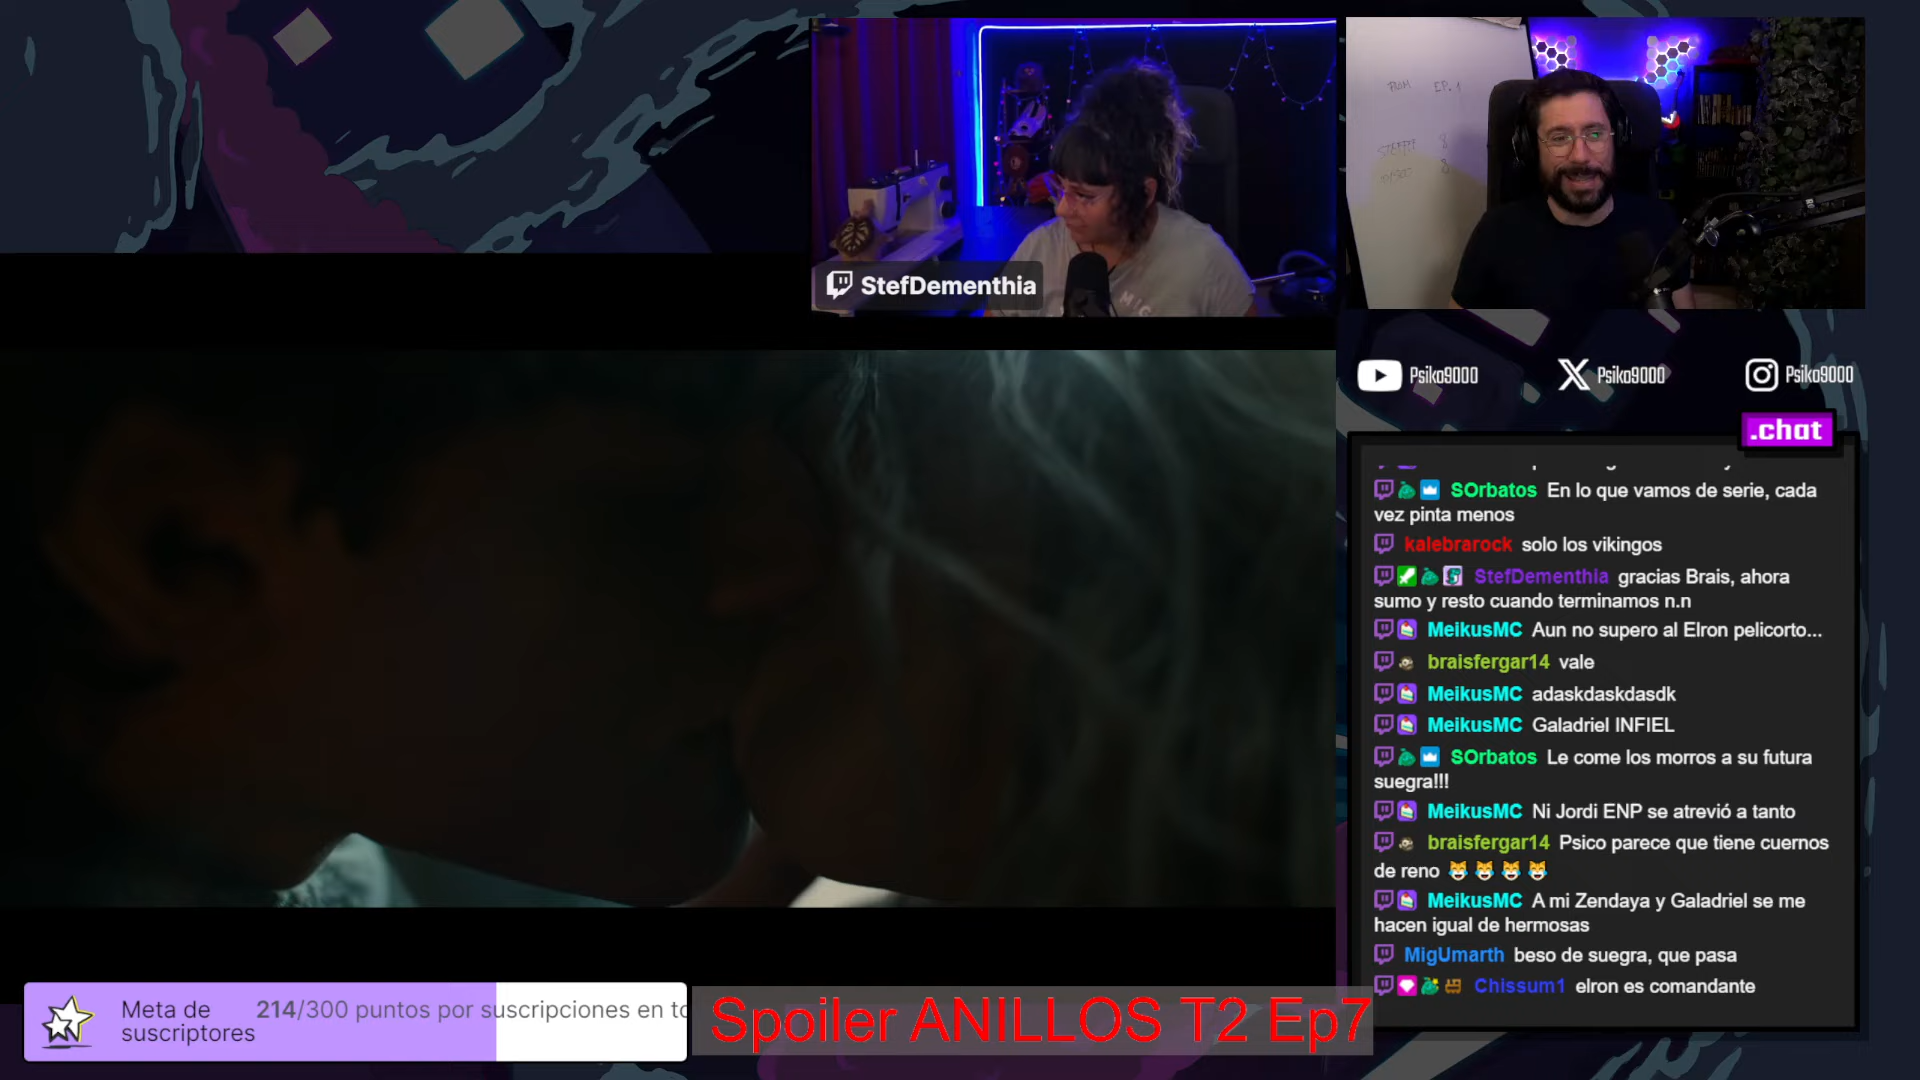 EP. 1
8
8
StefDementhia
Psiko9000
Psiko9000
Psiko9000
.chat
SOrbatos En lo que vamos de serie, cada
vez pinta menos
kalebrarock solo los vikingos
StefDementhia gracias Brais, ahora
sumo y resto cuando terminamos n.n
MeikusMC Aun no supero al Elron pelicorto...
braisfergar14 vale
MeikusMC adaskdaskdasdk
MeikusMC Galadriel INFIEL
SOrbatos Le come los morros a su futura
suegra!!!
MeikusMC Ni Jordi ENP se atrevió a tanto
braisfergar14 Psico parece que tiene cuernos
de reno 😹 😹 😹 😹
MeikusMC A mi Zendaya y Galadriel se me
hacen igual de hermosas
MigUmarth beso de suegra, que pasa
Chissum1 elron es comandante
Meta de
suscriptores
214/300 puntos por suscripciones en to
Spoiler ANILLOS T2 Ep7